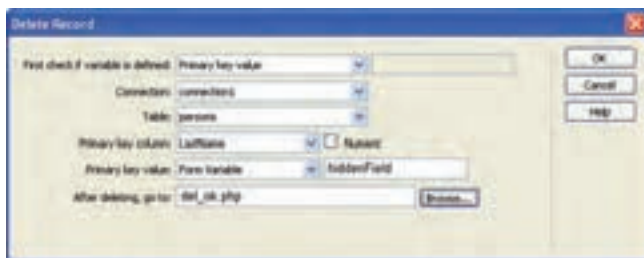 Delete Record
First check if variable is defined: Primary key value
OK
Connection: connection1
Cancel
Table: persons
Help
Primary key column: LastName Numeric
Primary key value: Form Variable hiddenField
After deleting, go to: del_ok.php Browse...